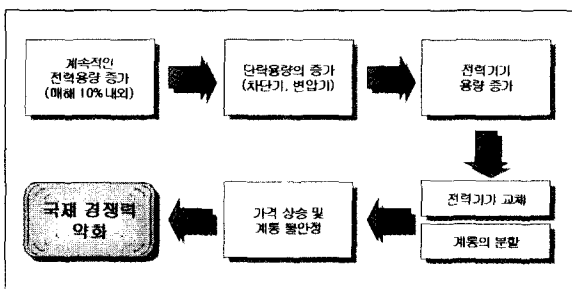 계속적인
전력용량 증가
(매해 10% 내외)
단락용량의 증가
(차단기, 변압기)
전력기기
용량 증가
전력기기 교체
계통의 분할
가격 상승 및
계통 불안정
국제 경쟁력
약화